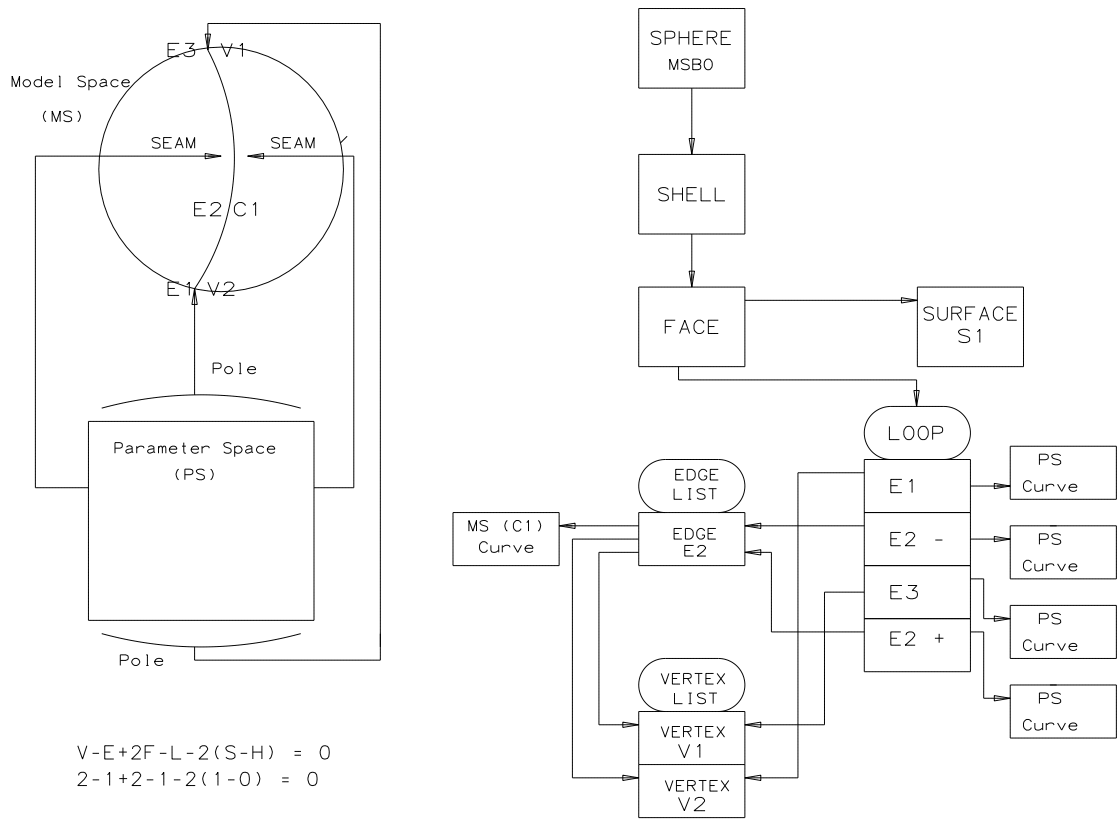 E3 V1
Model Space
(MS)
SEAM SEAM
E2 C1
E1 V2
Pole
Parameter Space
(PS)
Pole
V-E+2F-L-2(S-H) = 0
2-1+2-1-2(1-0) = 0
SPHERE
MSBO
SHELL
FACE
SURFACE
S1
LOOP
E1
E2 -
E3
E2 +
PS
Curve
PS
Curve
PS
Curve
PS
Curve
EDGE
LIST
EDGE
E2
MS (C1)
Curve
VERTEX
LIST
VERTEX
V1
VERTEX
V2